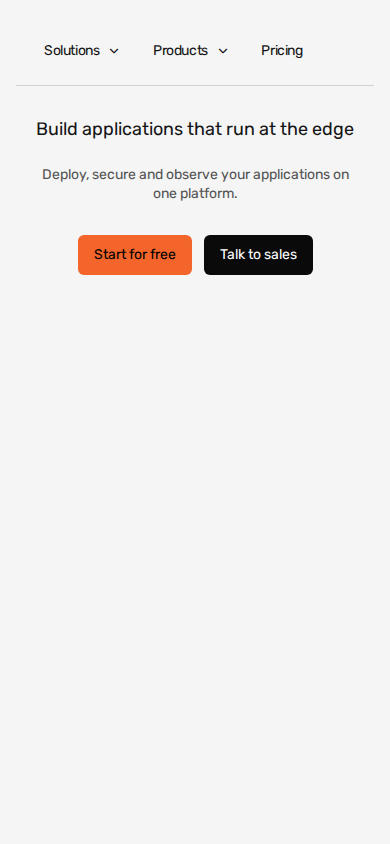 Solutions Products Pricing
Build applications that run at the edge
Deploy, secure and observe your applications on
one platform.
Start for free Talk to sales